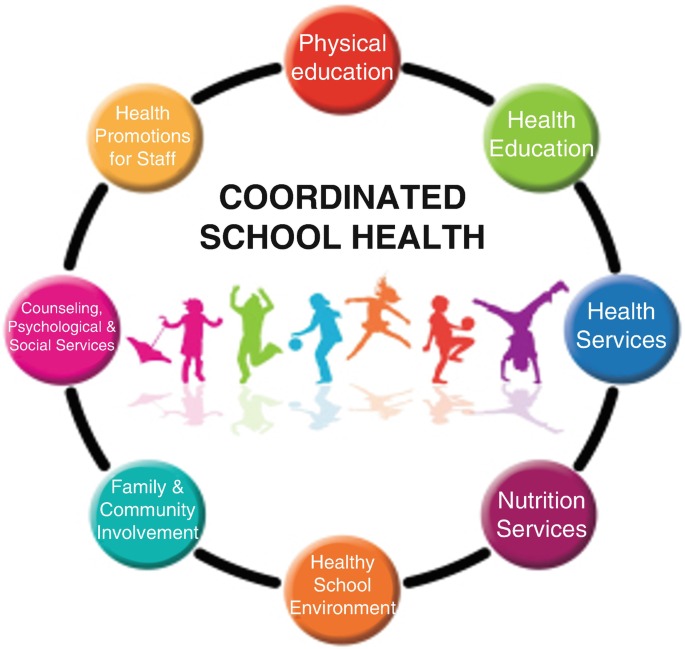 Physical
education
Health
Education
Health
Services
Nutrition
Services
Healthy
School
Environment
Family &
Community
Involvement
Counseling,
Psychological &
Social Services
Health
Promotions
for Staff
COORDINATED
SCHOOL HEALTH